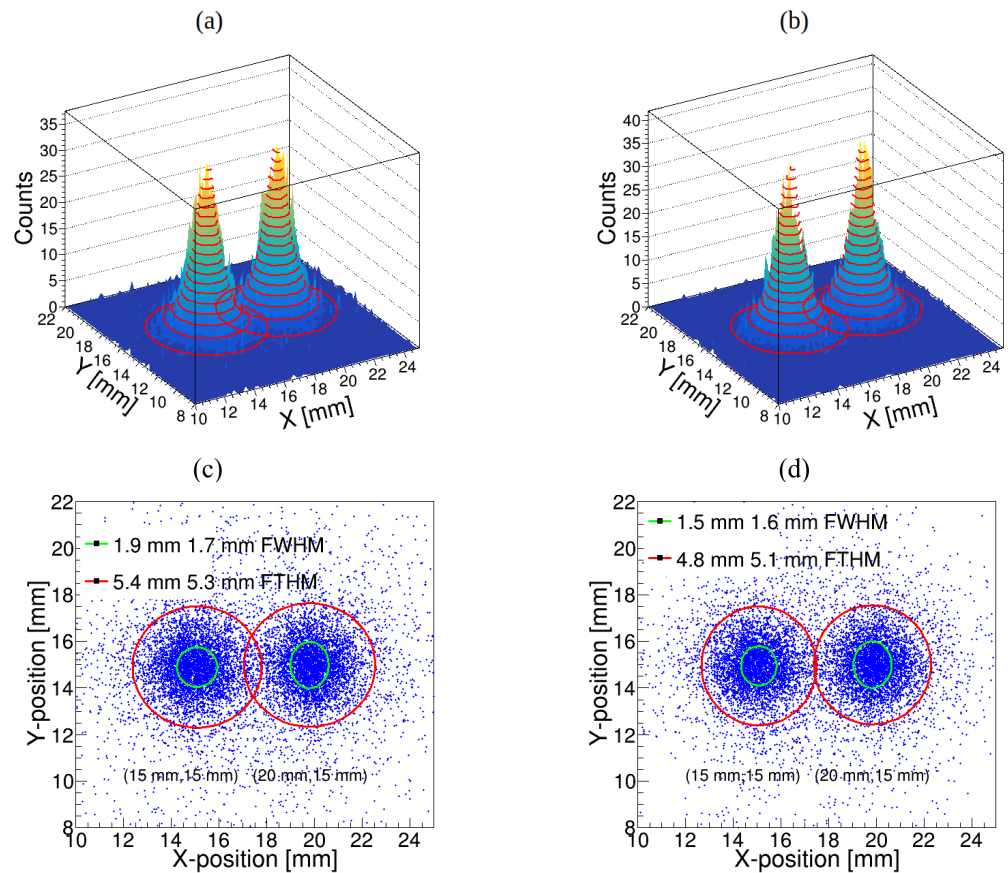 (a)
(b)
35
30
25
20
15
10
5
0
Counts
22
20
18
16
14
12
10
8
Y [mm]
10
12
14
16
18
20
22
24
X [mm]
40
35
30
25
20
15
10
5
0
Counts
22
20
18
16
14
12
10
8
Y [mm]
10
12
14
16
18
20
22
24
X [mm]
(c)
(d)
22
20
18
16
14
12
10
8
Y-position [mm]
1.9 mm 1.7 mm FWHM
5.4 mm 5.3 mm FTHM
(15 mm,15 mm) (20 mm,15 mm)
10 12 14 16 18 20 22 24
X-position [mm]
22
20
18
16
14
12
10
8
Y-position [mm]
1.5 mm 1.6 mm FWHM
4.8 mm 5.1 mm FTHM
(15 mm,15 mm) (20 mm,15 mm)
10 12 14 16 18 20 22 24
X-position [mm]